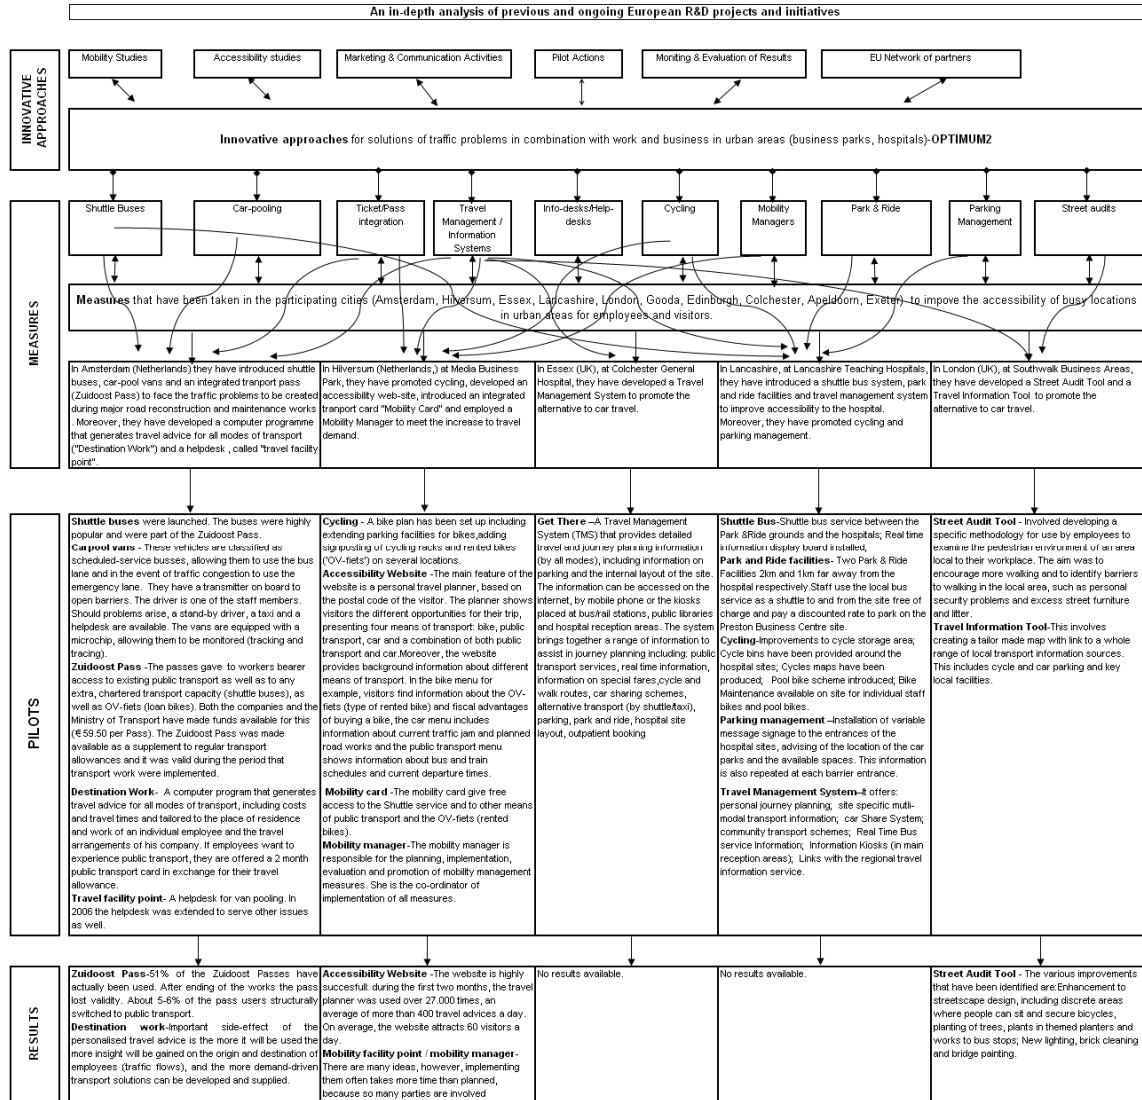 An in-depth analysis of previous and ongoing European R&D projects and initiatives
INNOVATIVE
APPROACHES
Mobility Studies
Accessibility studies
Marketing & Communication Activities
Pilot Actions
Moniting & Evaluation of Results
EU Network of partners
Innovative approaches for solutions of traffic problems in combination with work and business in urban areas (business parks, hospitals)-OPTIMUM2
MEASURES
Shuttle Buses
Car-pooling
Ticket/Pass
integration
Travel
Management /
Information
Systems
Info-desks/Help-
desks
Cycling
Mobility
Managers
Park & Ride
Parking
Management
Street audits
Measures that have been taken in the participating cities (Amsterdam, Hilversum, Essex, Lancashire, London, Gooda, Edinburgh, Colchester, Apeldoorn, Exeter) to impove the accessibility of busy locations
in urban areas for employees and visitors.
In Amsterdam (Netherlands) they have introduced shuttle
buses, car-pool vans and an integrated tranport pass
(Zuidoost Pass) to face the traffic problems to be created
during major road reconstruction and maintenance works
. Moreover, they have developed a computer programme
that generates travel advice for all modes of transport
("Destination Work") and a helpdesk , called "travel facility
point".
In Hilversum (Netherlands,) at Media Business
Park, they have promoted cycling, developed an
accessibility web-site, introduced an integrated
tranport card "Mobility Card" and employed a
Mobility Manager to meet the increase to travel
demand.
In Essex (UK), at Colchester General
Hospital, they have developed a Travel
Management System to promote the
alternative to car travel.
In Lancashire, at Lancashire Teaching Hospitals,
they have introduced a shuttle bus system, park
and ride facilities and travel management system
to improve accessibility to the hospital.
Moreover, they have promoted cycling and
parking management.
In London (UK), at Southwalk Business Areas,
they have developed a Street Audit Tool and a
Travel Information Tool to promote the
alternative to car travel.
PILOTS
Shuttle buses were launched. The buses were highly
popular and were part of the Zuidoost Pass.
Carpool vans - These vehicles are classified as
scheduled-service busses, allowing them to use the bus
lane and in the event of traffic congestion to use the
emergency lane. They have a transmitter on board to
open barriers. The driver is one of the staff members.
Should problems arise, a stand-by driver, a taxi and a
helpdesk are available. The vans are equipped with a
microchip, allowing them to be monitored (tracking and
tracing).
Zuidoost Pass -The passes gave to workers bearer
access to existing public transport as well as to any
extra, chartered transport capacity (shuttle buses), as
well as OV-fiets (loan bikes). Both the companies and the
Ministry of Transport have made funds available for this
(€ 59.50 per Pass). The Zuidoost Pass was made
available as a supplement to regular transport
allowances and it was valid during the period that
transport work were implemented.
Destination Work- A computer program that generates
travel advice for all modes of transport, including costs
and travel times and tailored to the place of residence
and work of an individual employee and the travel
arrangements of his company. If employees want to
experience public transport, they are offered a 2 month
public transport card in exchange for their travel
allowance.
Travel facility point- A helpdesk for van pooling. In
2006 the helpdesk was extended to serve other issues
as well.
Cycling - A bike plan has been set up including
extending parking facilities for bikes,adding
signposting of cycling racks and rented bikes
('OV-fiets') on several locations.
Accessibility Website -The main feature of the
website is a personal travel planner, based on
the postal code of the visitor. The planner shows
visitors the different opportunities for their trip,
presenting four means of transport: bike, public
transport, car and a combination of both public
transport and car.Moreover, the website
provides background information about different
means of transport. In the bike menu for
example, visitors find information about the OV-
fiets (type of rented bike) and fiscal advantages
of buying a bike, the car menu includes
information about current traffic jam and planned
road works and the public transport menu
shows information about bus and train
schedules and current departure times.
Mobility card -The mobility card give free
access to the Shuttle service and to other means
of public transport and the OV-fiets (rented
bikes).
Mobility manager-The mobility manager is
responsible for the planning, implementation,
evaluation and promotion of mobility management
measures. She is the co-ordinator of
implementation of all measures.
Get There –A Travel Management
System (TMS) that provides detailed
travel and journey planning information
(by all modes), including information on
parking and the internal layout of the site.
The information can be accessed on the
internet, by mobile phone or the kiosks
placed at bus/rail stations, public libraries
and hospital reception areas. The system
brings together a range of information to
assist in journey planning including: public
transport services, real time information,
information on special fares,cycle and
walk routes, car sharing schemes,
alternative transport (by shuttle/taxi),
parking, park and ride, hospital site
layout, outpatient booking
Shuttle Bus-Shuttle bus service between the
Park &Ride grounds and the hospitals; Real time
information display board installed,
Park and Ride facilities- Two Park & Ride
Facilities 2km and 1km far away from the
hospital respectively.Staff use the local bus
service as a shuttle to and from the site free of
charge and pay a discounted rate to park on the
Preston Business Centre site.
Cycling-Improvements to cycle storage area;
Cycle bins have been provided around the
hospital sites; Cycles maps have been
produced; Pool bike scheme introduced; Bike
Maintenance available on site for individual staff
bikes and pool bikes.
Parking management –Installation of variable
message signage to the entrances of the
hospital sites, advising of the location of the car
parks and the available spaces. This information
is also repeated at each barrier entrance.
Travel Management System–It offers:
personal journey planning; site specific mutli-
modal transport information; car Share System;
community transport schemes; Real Time Bus
service Information; Information Kiosks (in main
reception areas); Links with the regional travel
information service.
Street Audit Tool - Involved developing a
specific methodology for use by employees to
examine the pedestrian environment of an area
local to their workplace. The aim was to
encourage more walking and to identify barriers
to walking in the local area, such as personal
security problems and excess street furniture
and litter.
Travel Information Tool-This involves
creating a tailor made map with link to a whole
range of local transport information sources.
This includes cycle and car parking and key
local facilities.
RESULTS
Zuidoost Pass-51% of the Zuidoost Passes have
actually been used. After ending of the works the pass
lost validity. About 5-6% of the pass users structurally
switched to public transport.
Destination work-Important side-effect of the
personalised travel advice is the more it will be used the
more insight will be gained on the origin and destination of
employees (traffic flows), and the more demand-driven
transport solutions can be developed and supplied.
Accessibility Website -The website is highly
succesfull: during the first two months, the travel
planner was used over 27.000 times, an
average of more than 400 travel advices a day.
On average, the website attracts 60 visitors a
day.
Mobility facility point / mobility manager-
There are many ideas, however, implementing
them often takes more time than planned,
because so many parties are involved
No results available.
No results available.
Street Audit Tool - The various improvements
that have been identified are:Enhancement to
streetscape design, including discrete areas
where people can sit and secure bicycles,
planting of trees, plants in themed planters and
works to bus stops; New lighting, brick cleaning
and bridge painting.